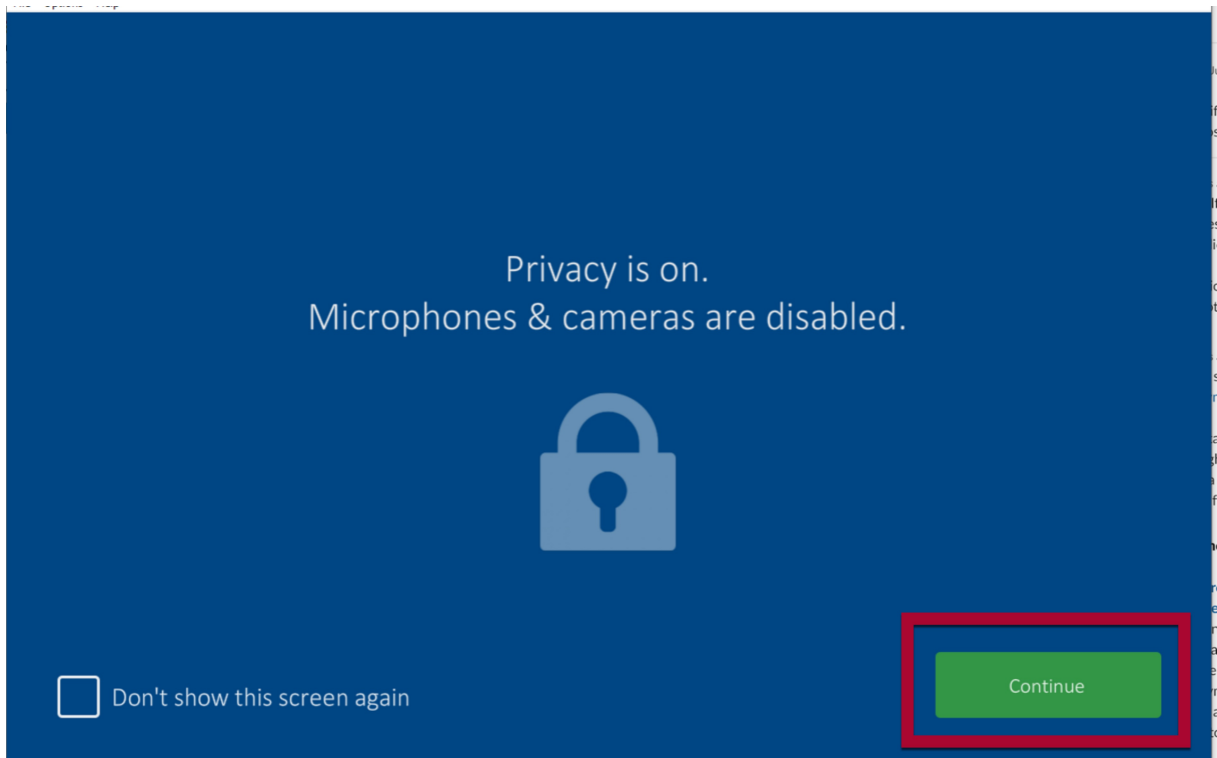 Privacy is on.
Microphones & cameras are disabled.
Don't show this screen again
Continue